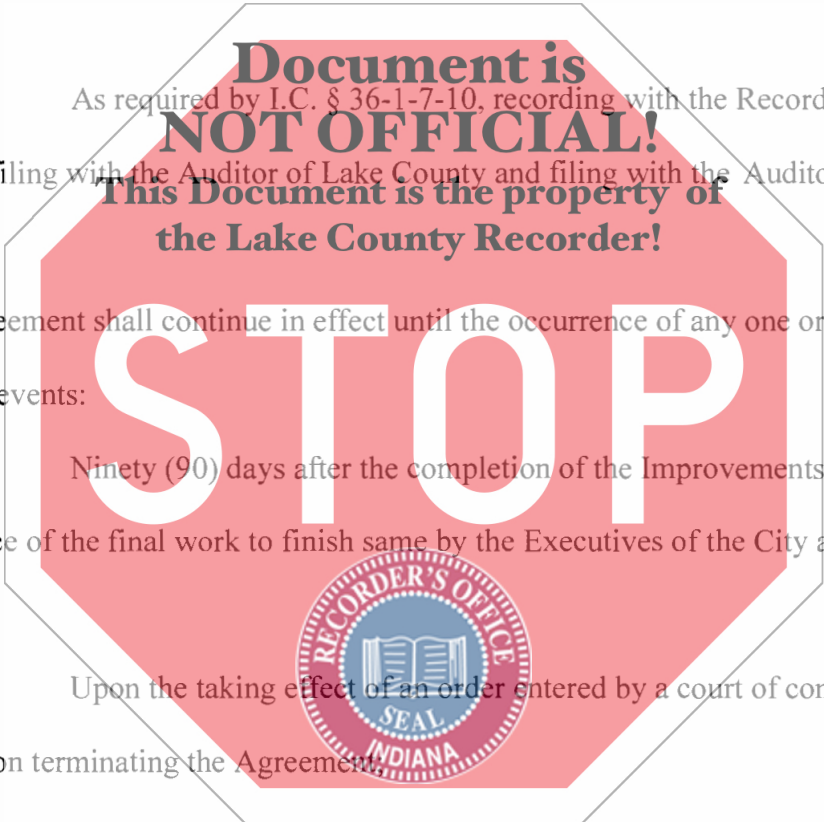 Document is
As required by I.C. § 36-1-7-10, recording with the Record
NOT OFFICIAL!
iling with the Auditor of Lake County and filing with the Audito
This Document is the property of
the Lake County Recorder!
eement shall continue in effect until the occurrence of any one or
STOP
events:
Ninety (90) days after the completion of the Improvements
e of the final work to finish same by the Executives of the City a
RECORDER'S OFFICE
Upon the taking effect of an order entered by a court of con
SEAL
INDIANA
on terminating the Agreement;